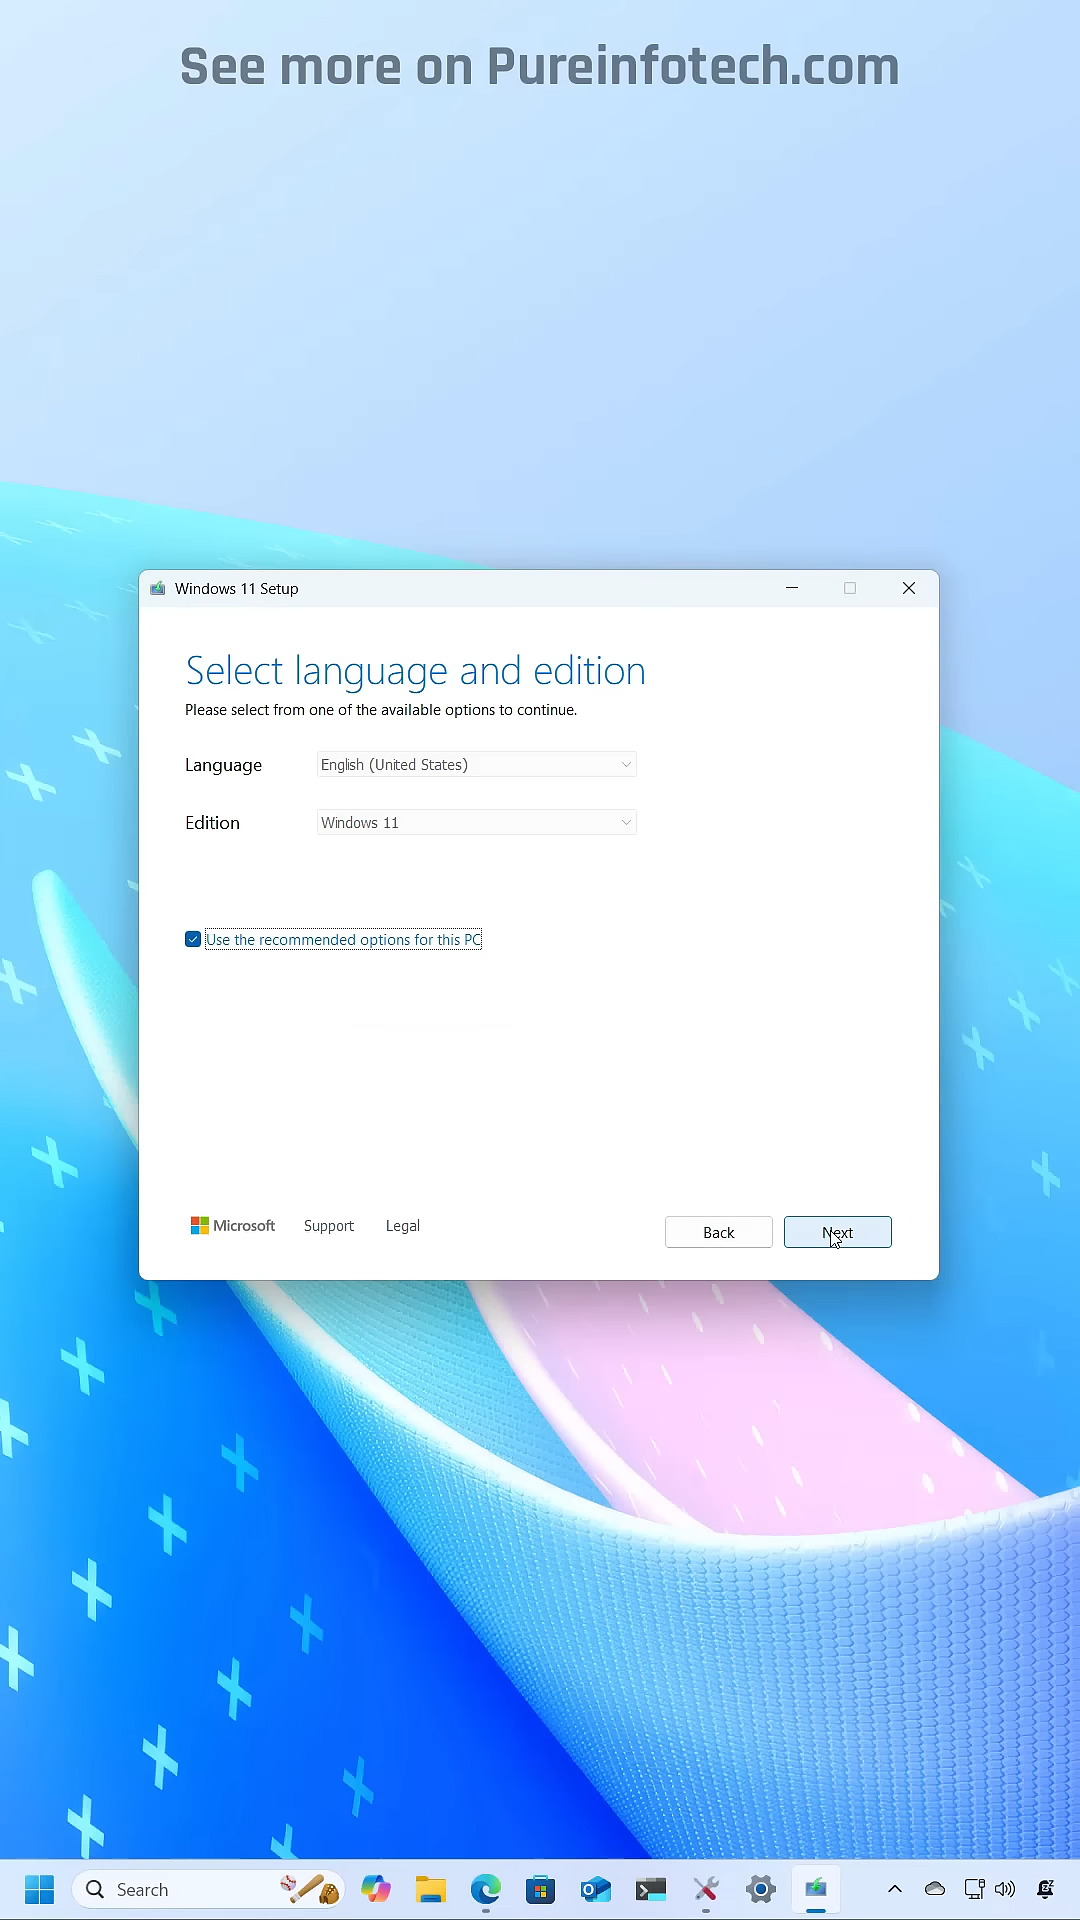 See more on Pureinfotech.com
Windows 11 Setup
Select language and edition
Please select from one of the available options to continue.
Language
English (United States)
Edition
Windows 11
Use the recommended options for this PC
Microsoft
Support
Legal
Back
Next
Search